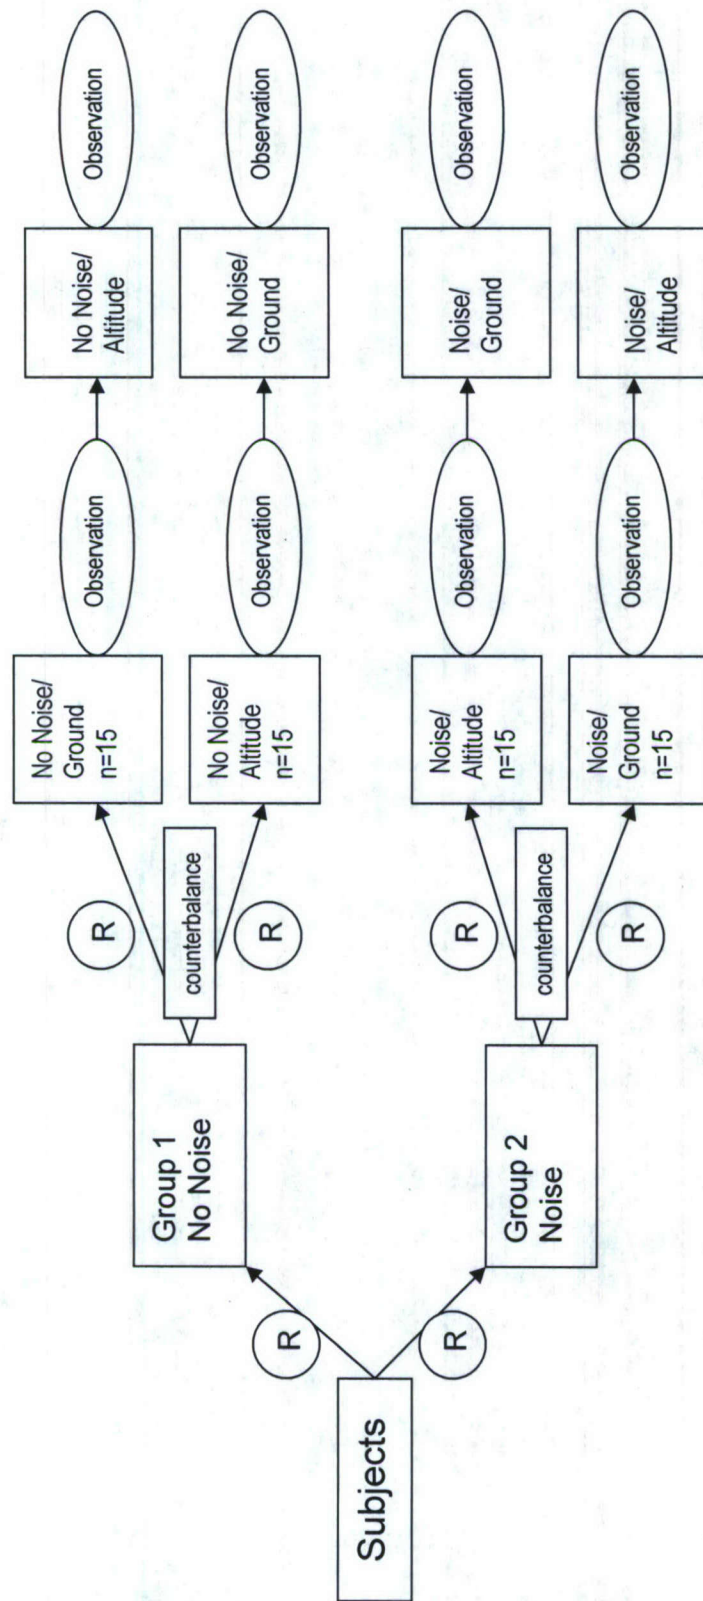 Subjects
R
R
Group 1
No Noise
Group 2
Noise
counterbalance
R
R
counterbalance
R
R
No Noise/
Ground
n=15
Observation
No Noise/
Altitude
Observation
No Noise/
Altitude
n=15
Observation
No Noise/
Ground
Observation
Noise/
Altitude
n=15
Observation
Noise/
Ground
Observation
Noise/
Ground
n=15
Observation
Noise/
Altitude
Observation